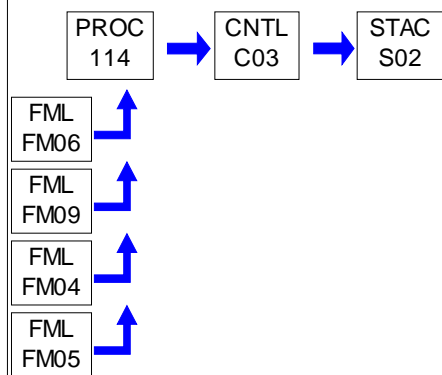 PROC
114
CNTL
C03
STAC
S02
FML
FM06
FML
FM09
FML
FM04
FML
FM05